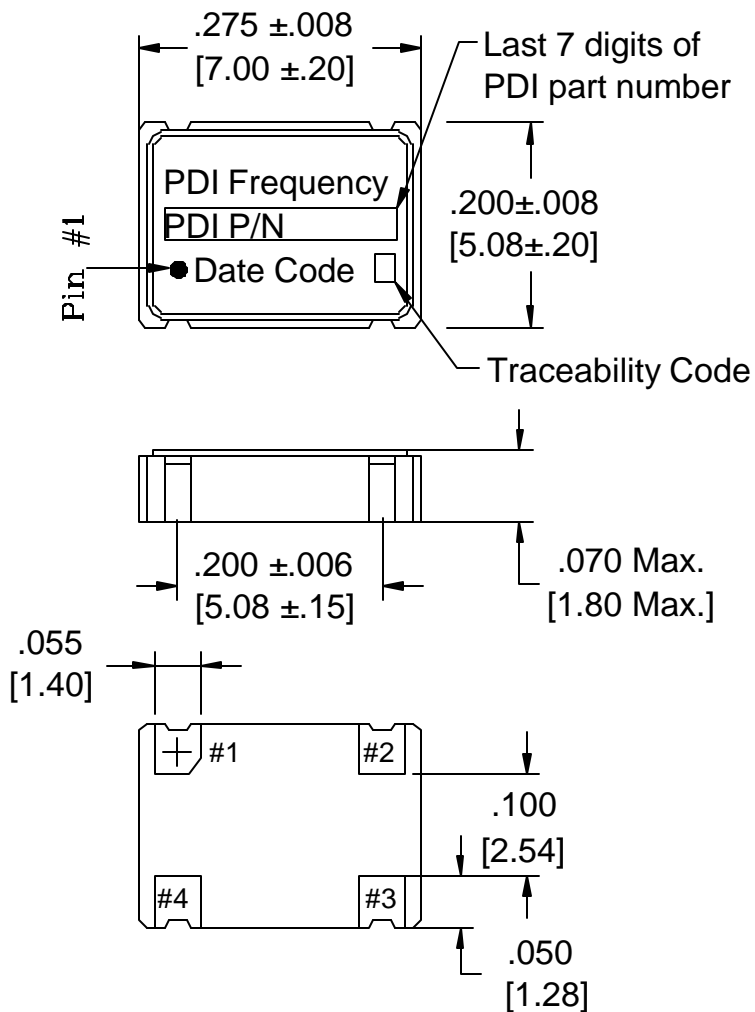 .275 ±.008
[7.00 ±.20]
Last 7 digits of
PDI part number
PDI Frequency
PDI P/N
Date Code
Pin #1
.200±.008
[5.08±.20]
Traceability Code
.200 ±.006
[5.08 ±.15]
.070 Max.
[1.80 Max.]
.055
[1.40]
#1
#2
.100
[2.54]
#4
#3
.050
[1.28]